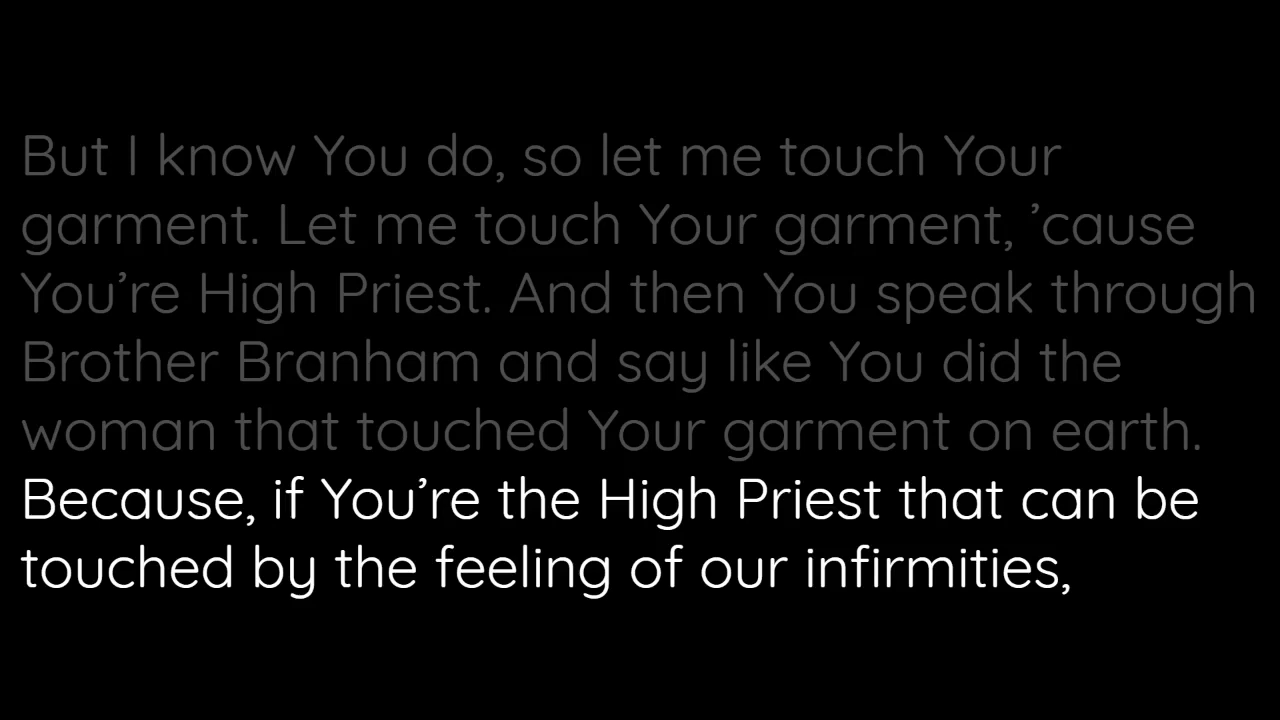 But I know You do, so let me touch Your
garment. Let me touch Your garment, ’cause
You’re High Priest. And then You speak through
Brother Branham and say like You did the
woman that touched Your garment on earth.
Because, if You’re the High Priest that can be
touched by the feeling of our infirmities,